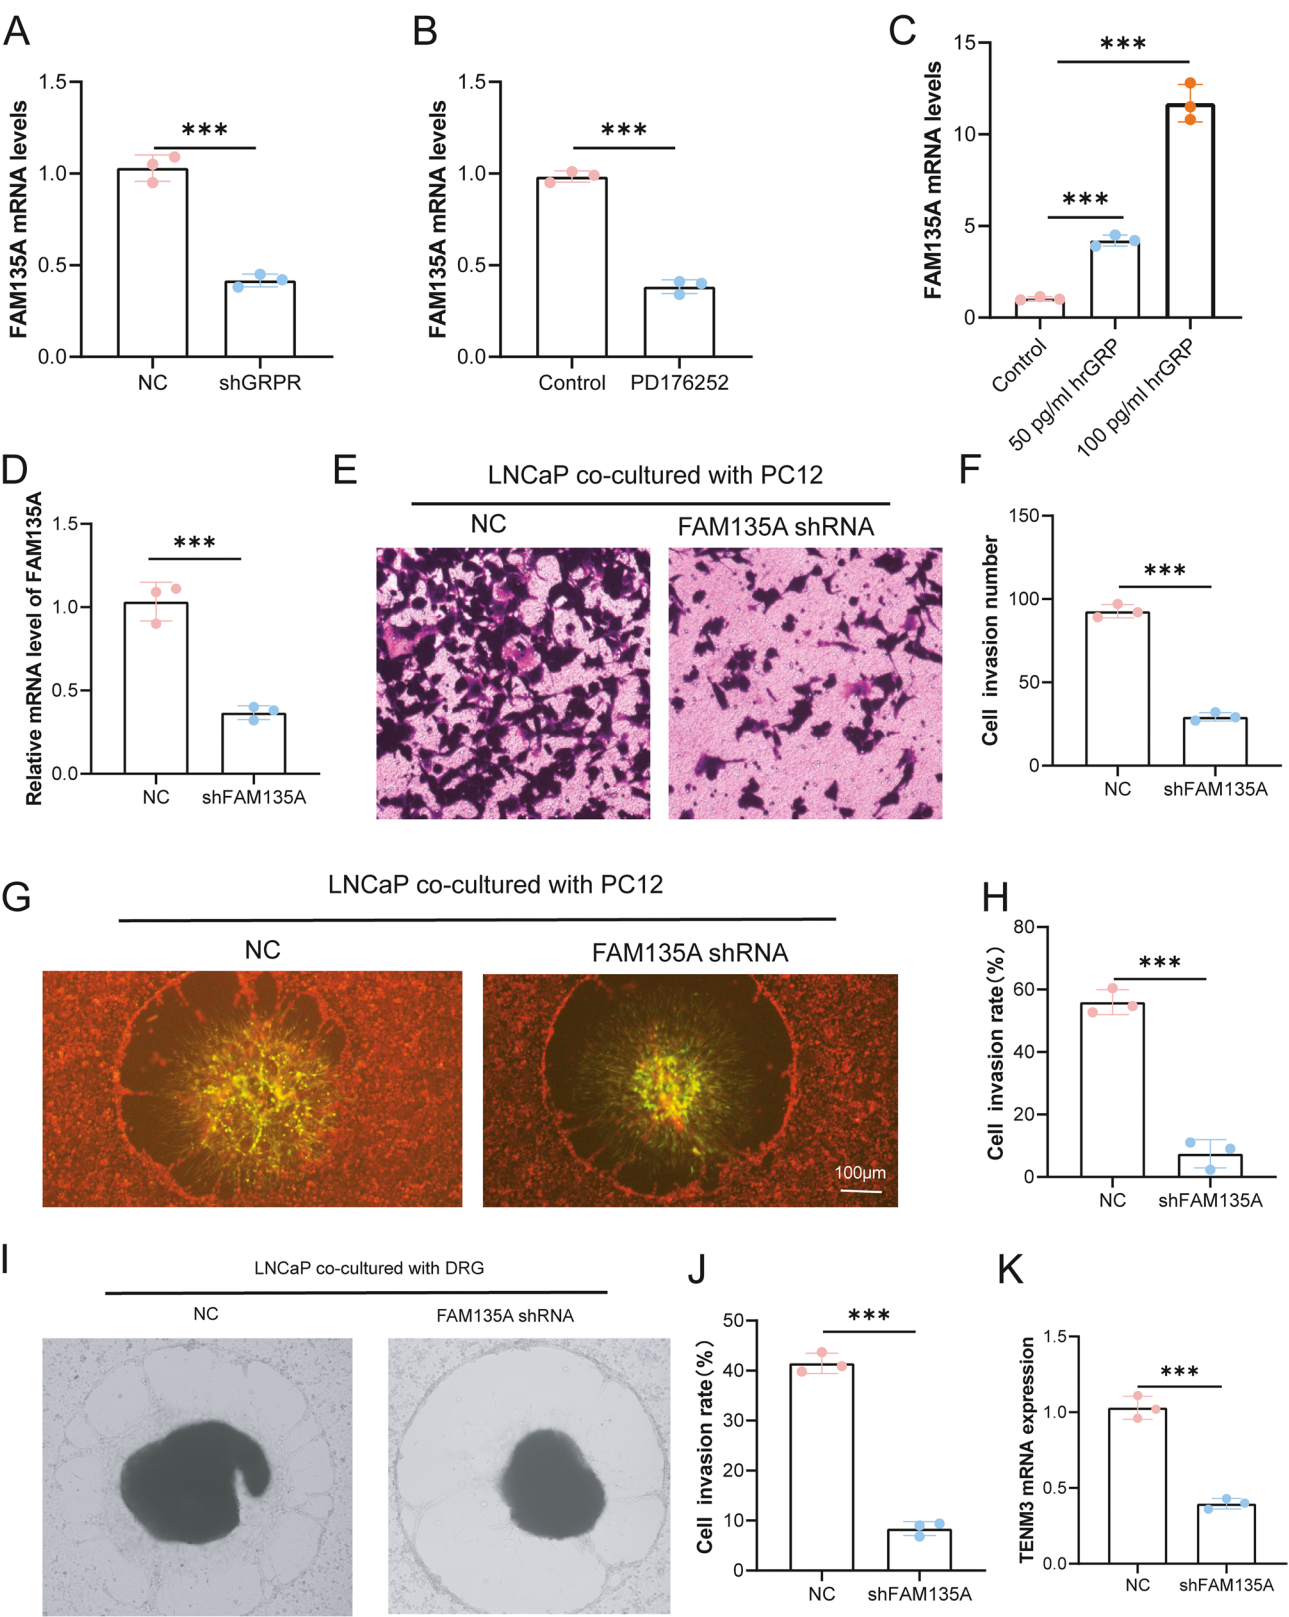 A
FAM135A mRNA levels
1.5
1.0
0.5
0.0
***
NC
shGRPR
B
FAM135A mRNA levels
1.5
1.0
0.5
0.0
***
Control
PD176252
C
FAM135A mRNA levels
15
10
5
0
***
***
Control
50 pg/ml hrGRP
100 pg/ml hrGRP
D
Relative mRNA level of FAM135A
1.5
1.0
0.5
0.0
***
NC
shFAM135A
E
LNCaP co-cultured with PC12
NC
FAM135A shRNA
F
Cell invasion number
150
100
50
0
***
NC
shFAM135A
G
LNCaP co-cultured with PC12
NC
FAM135A shRNA
100μm
H
Cell invasion rate(%)
80
60
40
20
0
***
NC
shFAM135A
I
LNCaP co-cultured with DRG
NC
FAM135A shRNA
J
Cell invasion rate(%)
50
40
30
20
10
0
***
NC
shFAM135A
K
TENM3 mRNA expression
1.5
1.0
0.5
0.0
***
NC
shFAM135A